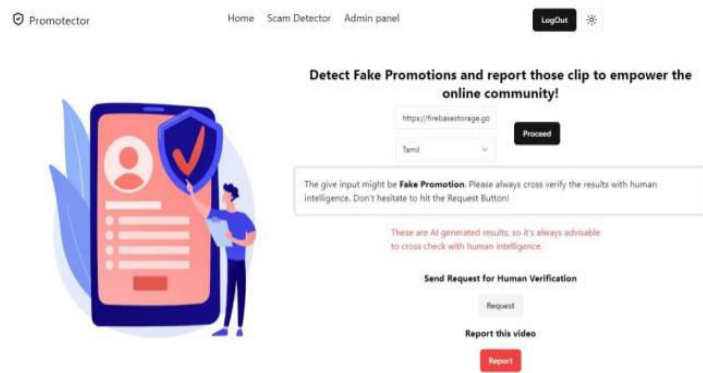 Promotector
Home Scam Detector Admin panel
LogOut
Detect Fake Promotions and report those clip to empower the
online community!
https://firebasestorage.go
Proceed
Tamil
The give input might be Fake Promotion. Please always cross verify the results with human
intelligence. Don't hesitate to hit the Request Button!
These are AI generated results, so it's always advisable
to cross check with human intelligence.
Send Request for Human Verification
Request
Report this video
Report